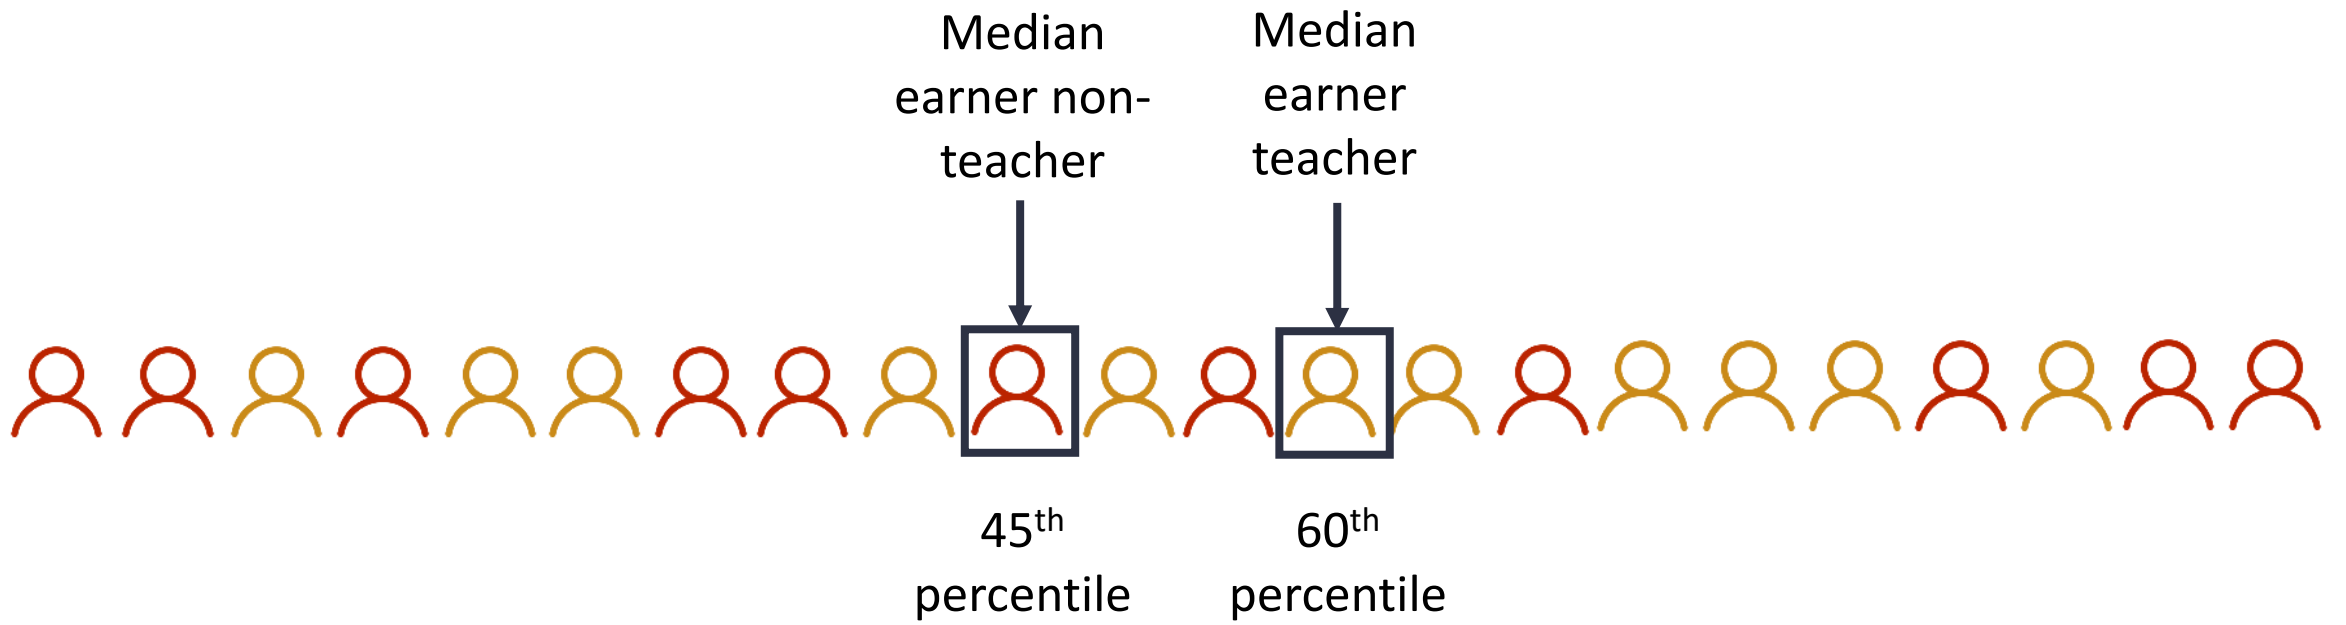 Median
earner non-
teacher
Median
earner
teacher
45th
percentile
60th
percentile